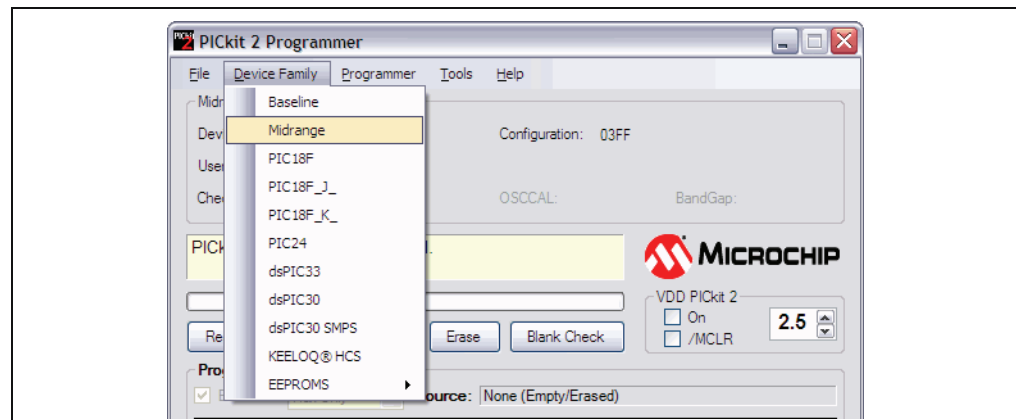 PICkit 2 Programmer
File Device Family Programmer Tools Help
Baseline
Midrange
Configuration: 03FF
PIC18F
PIC18F_J_
OSCCAL: BandGap:
PIC18F_K_
PIC24
MICROCHIP
dsPIC33
dsPIC30
VDD PICkit 2
On
2.5
dsPIC30 SMPS
Erase Blank Check
/MCLR
KEELOQ® HCS
EEPROMS
Source: None (Empty/Erased)